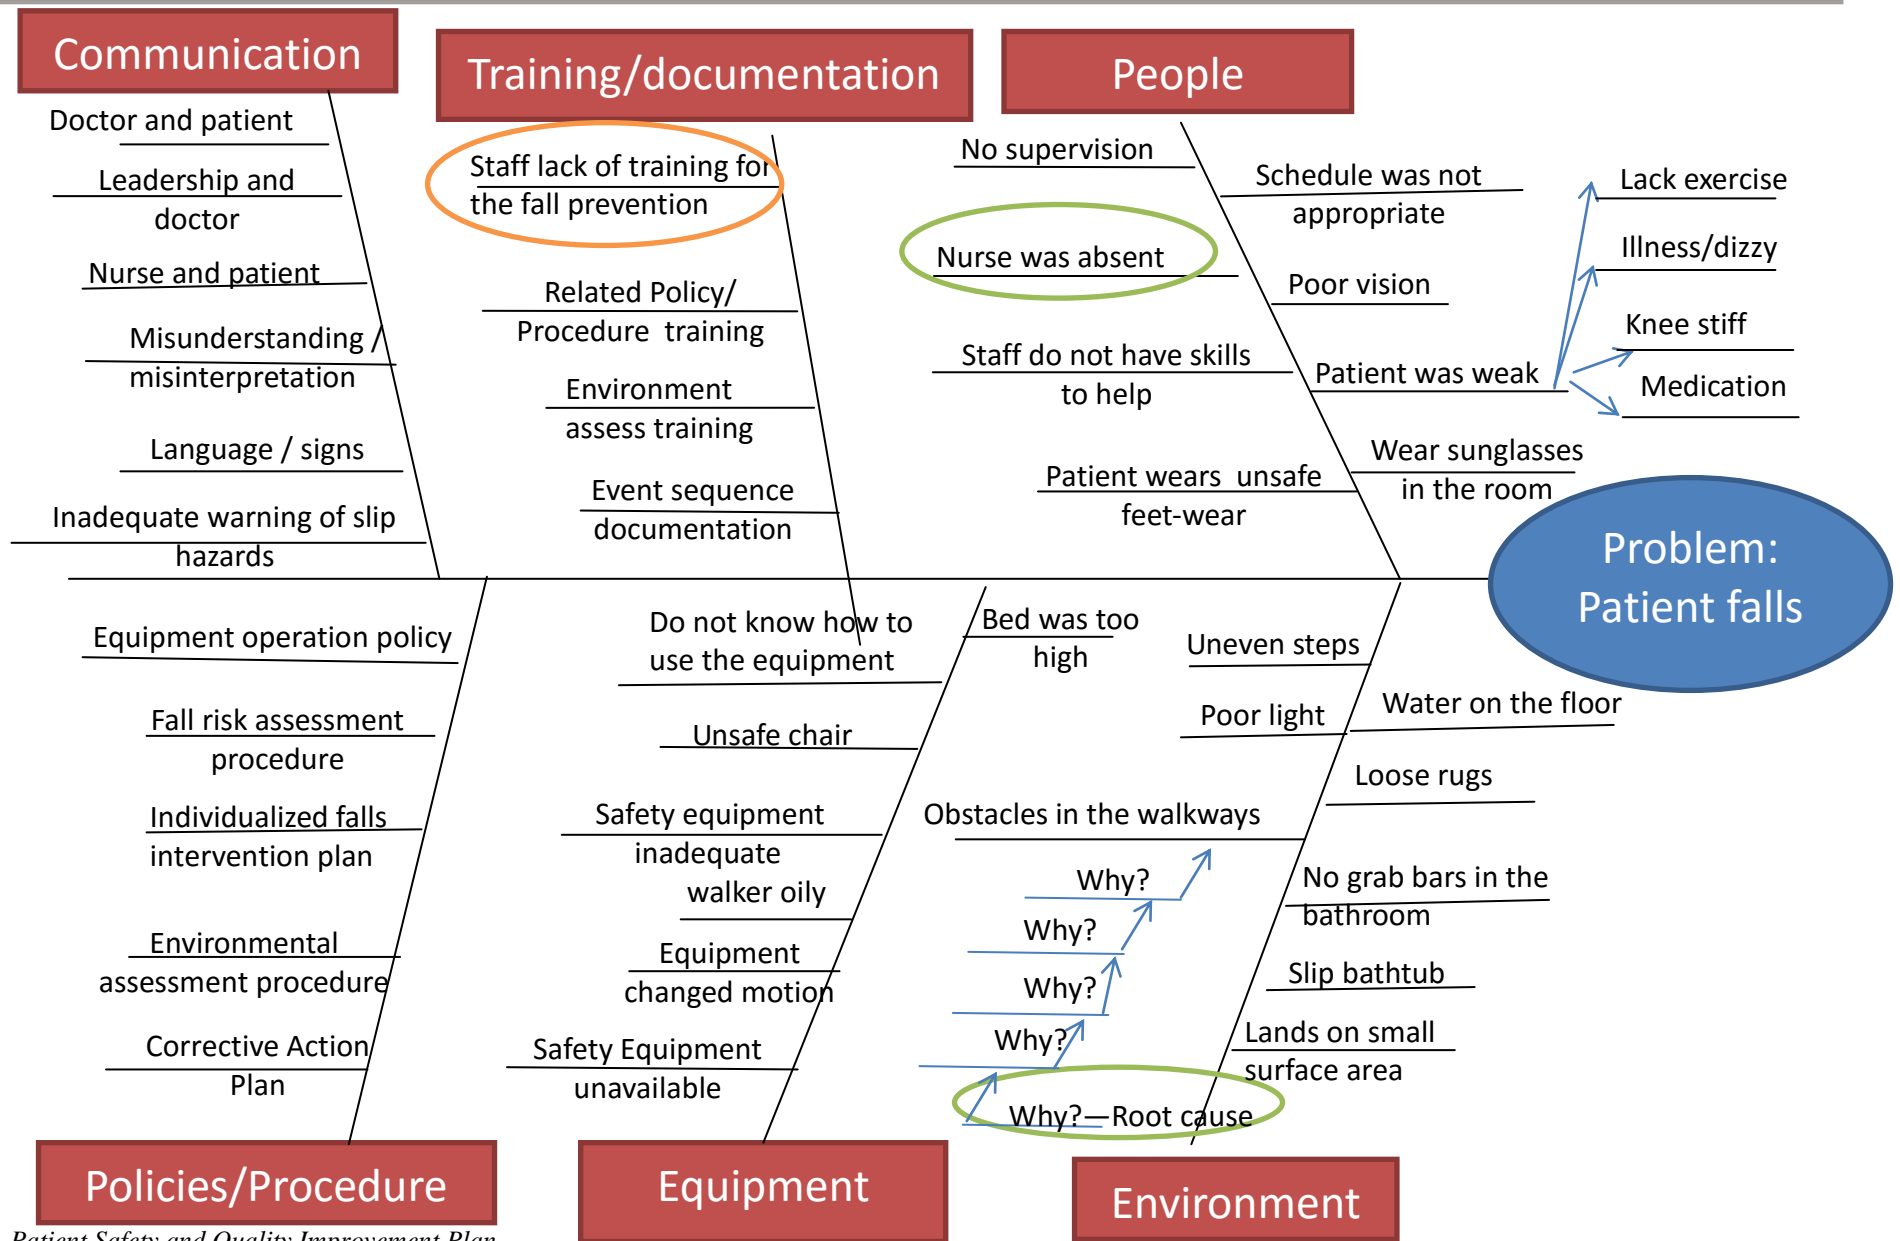 Communication
Doctor and patient
Leadership and
doctor
Nurse and patient
Misunderstanding /
misinterpretation
Language / signs
Inadequate warning of slip
hazards
Training/documentation
Staff lack of training for
the fall prevention
Related Policy/
Procedure training
Environment
assess training
Event sequence
documentation
People
No supervision
Nurse was absent
Staff do not have skills
to help
Patient wears unsafe
feet-wear
Schedule was not
appropriate
Poor vision
Patient was weak
Wear sunglasses
in the room
Lack exercise
Illness/dizzy
Knee stiff
Medication
Problem:
Patient falls
Equipment operation policy
Fall risk assessment
procedure
Individualized falls
intervention plan
Environmental
assessment procedure
Corrective Action
Plan
Policies/Procedure
Do not know how to
use the equipment
Bed was too
high
Unsafe chair
Safety equipment
inadequate
walker oily
Equipment
changed motion
Safety Equipment
unavailable
Equipment
Uneven steps
Poor light
Water on the floor
Loose rugs
Obstacles in the walkways
Why?
Why?
Why?
Why?
Why?—Root cause
No grab bars in the
bathroom
Slip bathtub
Lands on small
surface area
Environment
Patient Safety and Quality Improvement Plan